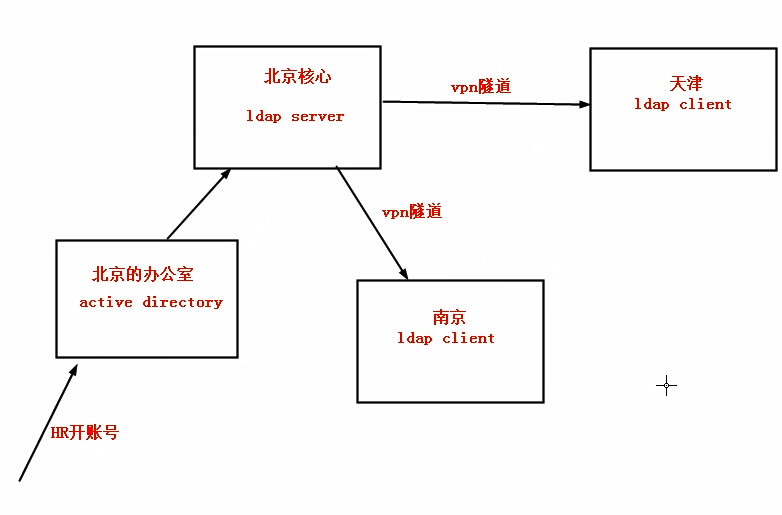 北京核心
ldap server
vpn隧道
天津
ldap client
vpn隧道
北京的办公室
active directory
南京
ldap client
HR开账号